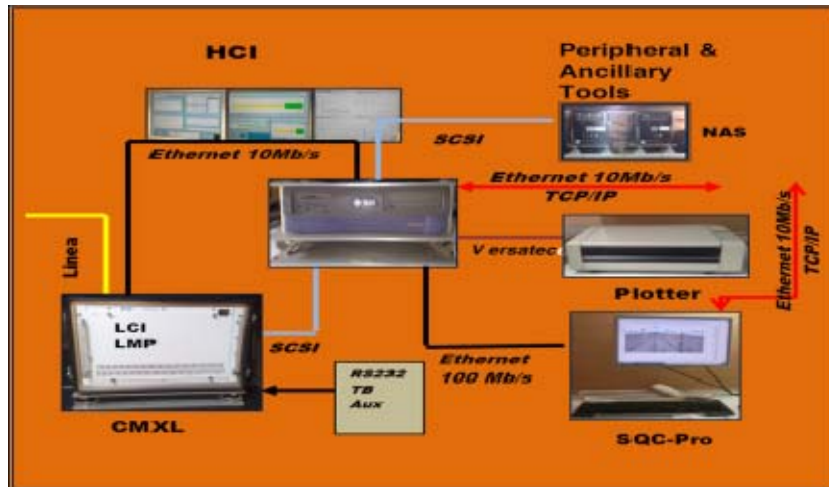 HCI
Peripheral &
Ancillary
Tools
NAS
SCSI
Ethernet 10Mb/s
Ethernet 10Mb/s
TCP/IP
Ethernet 10Mb/s
TCP/IP
Linea
Versatec
Plotter
LCI
LMP
SCSI
RS232
TB
Aux
Ethernet
100 Mb/s
CMXL
SQC-Pro